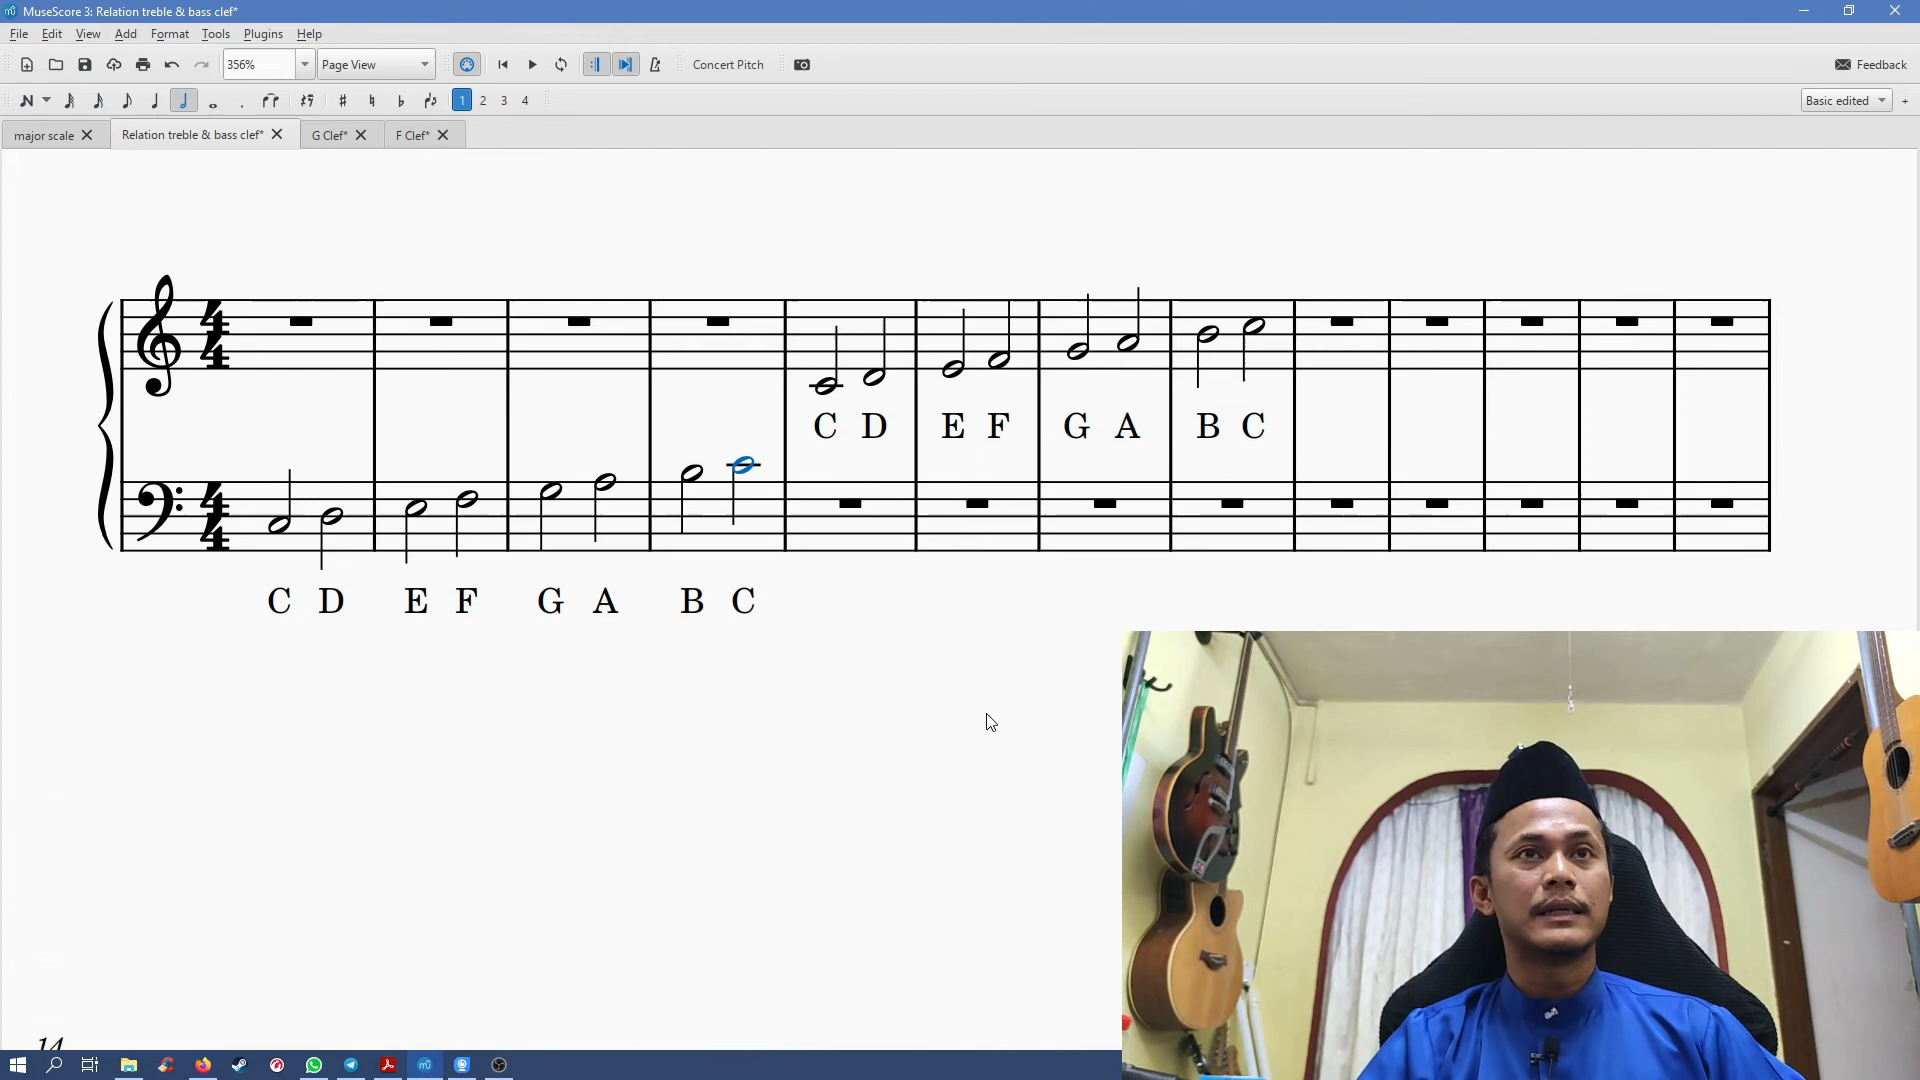 MuseScore 3: Relation treble & bass clef*
File Edit View Add Format Tools Plugins Help
356% Page View Concert Pitch Feedback
1 2 3 4 Basic edited
major scale Relation treble & bass clef* G Clef* F Clef*
C D E F G A B C
C D E F G A B C
14